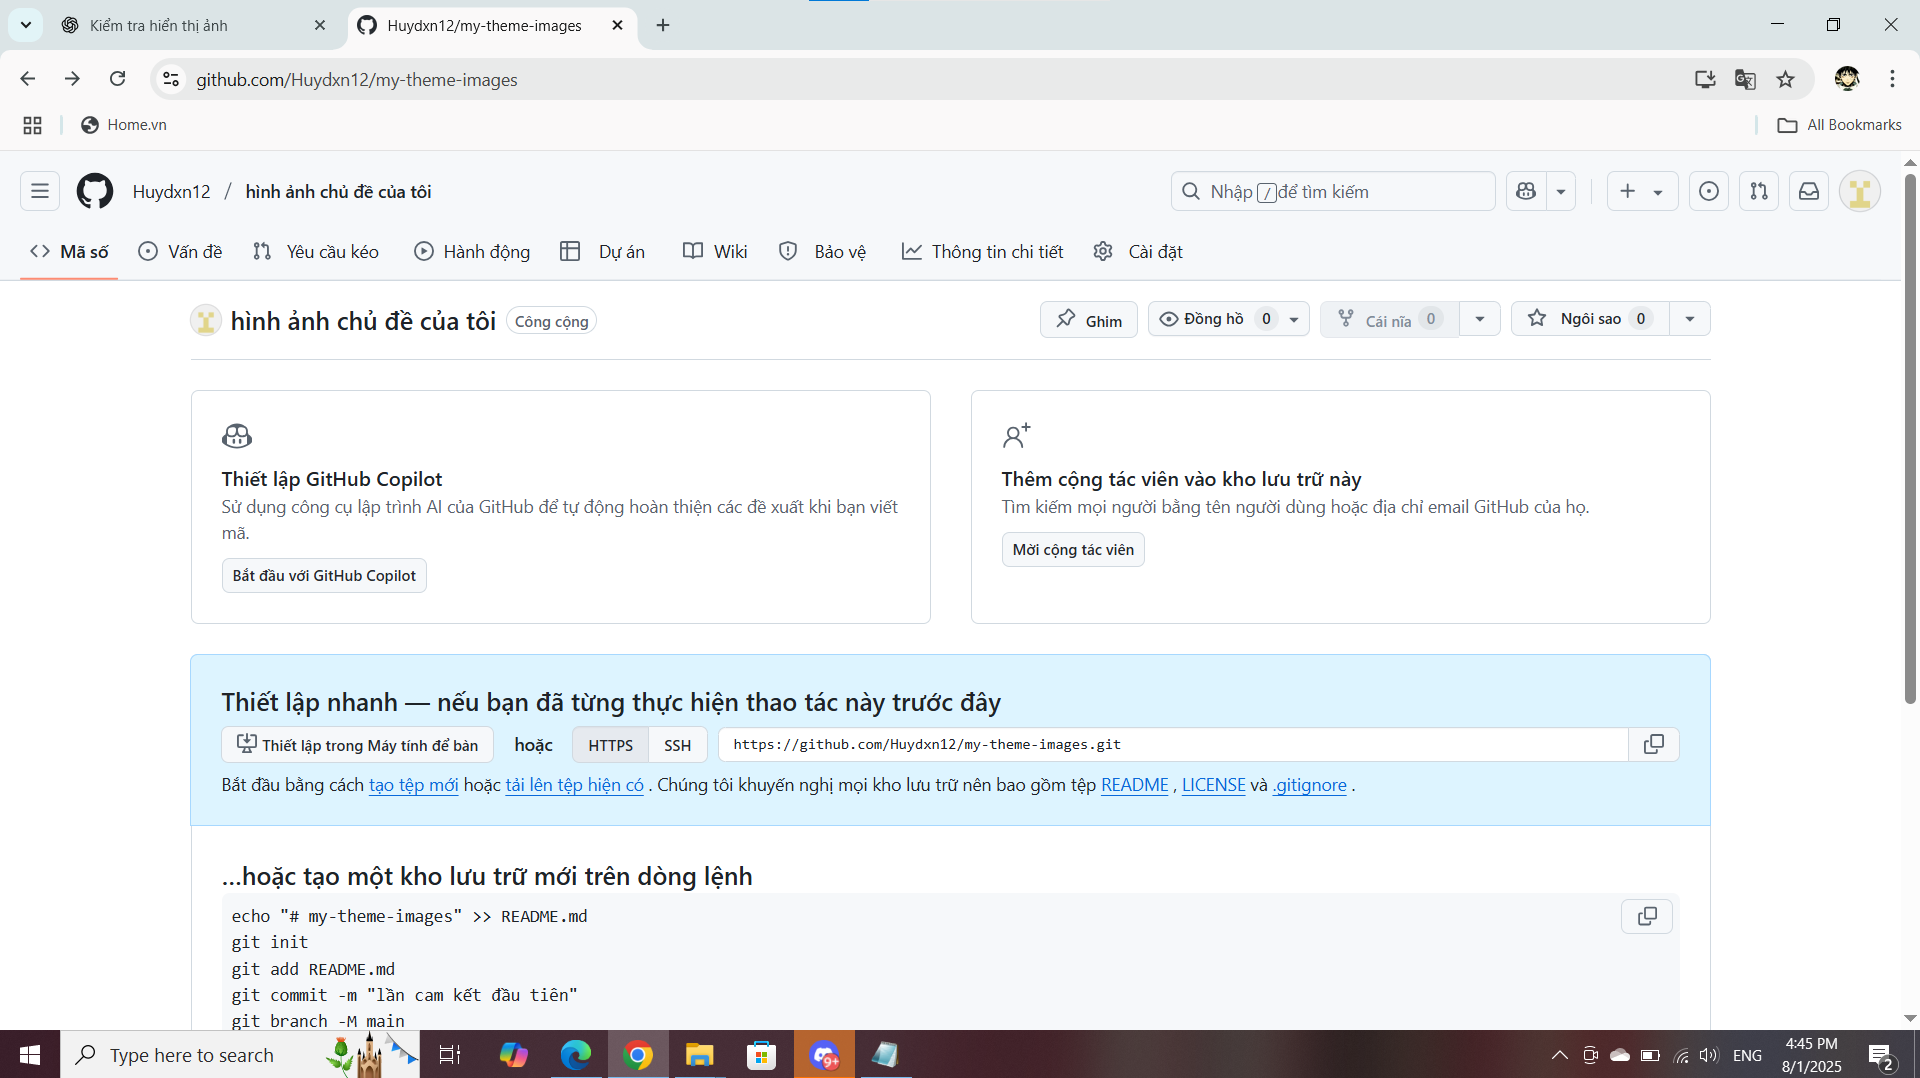 Kiểm tra hiển thị ảnh
Huydxn12/my-theme-images
github.com/Huydxn12/my-theme-images
Home.vn
All Bookmarks
Huydxn12 / hình ảnh chủ đề của tôi
Nhập / để tìm kiếm
Mã số
Vấn đề
Yêu cầu kéo
Hành động
Dự án
Wiki
Bảo vệ
Thông tin chi tiết
Cài đặt
hình ảnh chủ đề của tôi
Công cộng
Ghim
Đồng hồ 0
Cái nĩa 0
Ngôi sao 0
Thiết lập GitHub Copilot
Sử dụng công cụ lập trình AI của GitHub để tự động hoàn thiện các đề xuất khi bạn viết
mã.
Bắt đầu với GitHub Copilot
Thêm cộng tác viên vào kho lưu trữ này
Tìm kiếm mọi người bằng tên người dùng hoặc địa chỉ email GitHub của họ.
Mời cộng tác viên
Thiết lập nhanh — nếu bạn đã từng thực hiện thao tác này trước đây
Thiết lập trong Máy tính để bàn
hoặc
HTTPS
SSH
https://github.com/Huydxn12/my-theme-images.git
Bắt đầu bằng cách tạo tệp mới hoặc tải lên tệp hiện có . Chúng tôi khuyến nghị mọi kho lưu trữ nên bao gồm tệp README , LICENSE và .gitignore .
…hoặc tạo một kho lưu trữ mới trên dòng lệnh
echo "# my-theme-images" >> README.md
git init
git add README.md
git commit -m "lần cam kết đầu tiên"
git branch -M main
Type here to search
9+
ENG
4:45 PM
8/1/2025
2